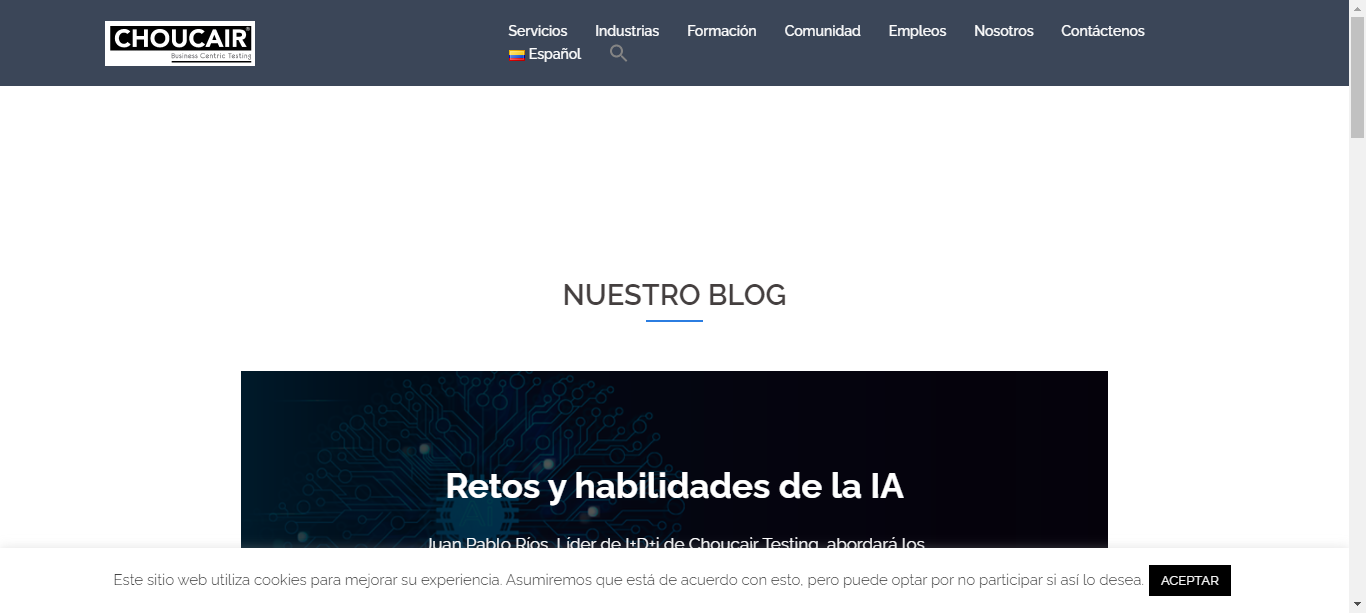 CHOUCAIR
Business Centric Testing
Servicios Industrias Formación Comunidad Empleos Nosotros Contáctenos
Español
NUESTRO BLOG
Retos y habilidades de la IA
Juan Pablo Ríos, Líder de I+D+i de Choucair Testing, abordará los
Este sitio web utiliza cookies para mejorar su experiencia. Asumiremos que está de acuerdo con esto, pero puede optar por no participar si así lo desea. ACEPTAR